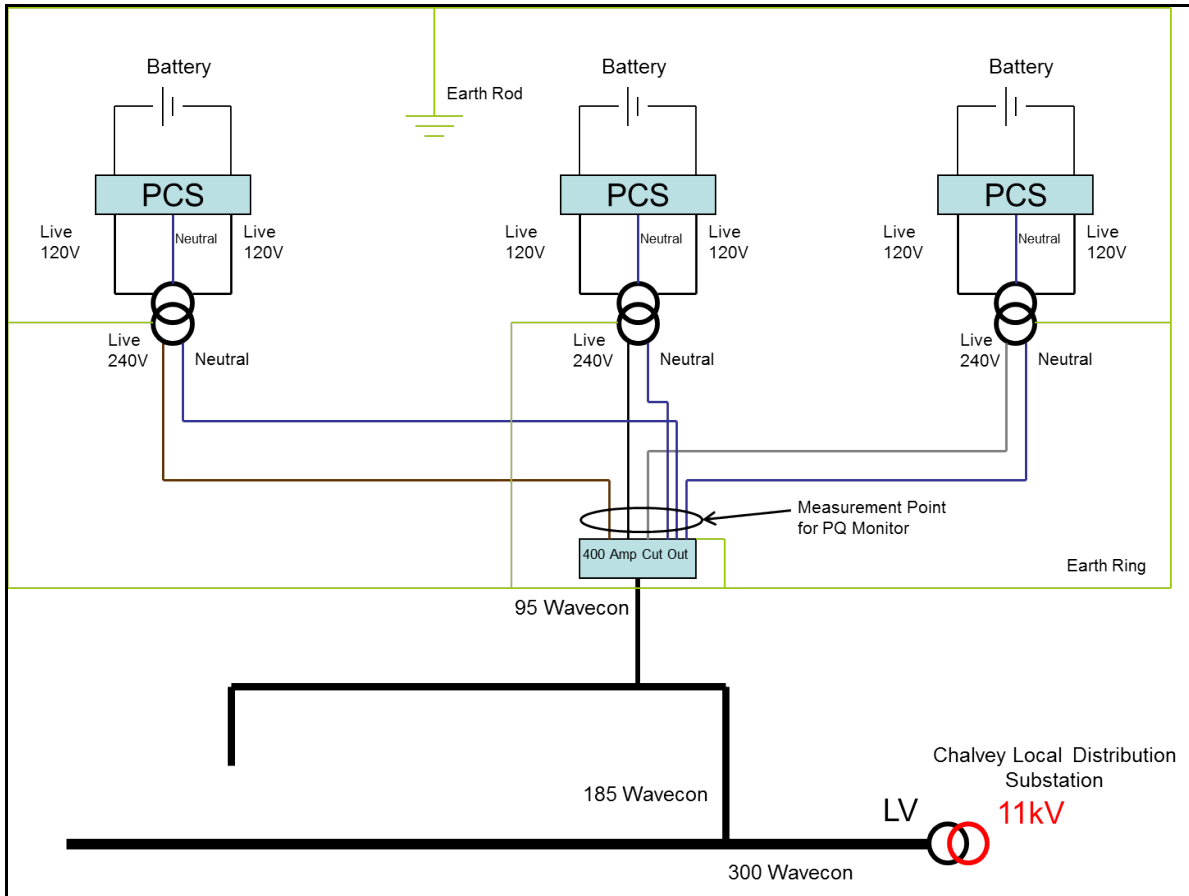 Battery
Battery
Battery
Earth Rod
PCS
PCS
PCS
Live
120V
Neutral
Live
120V
Live
120V
Neutral
Live
120V
Live
120V
Neutral
Live
120V
Live
240V
Neutral
Live
240V
Neutral
Live
240V
Neutral
Measurement Point
for PQ Monitor
400 Amp Cut Out
Earth Ring
95 Wavecon
Chalvey Local Distribution
Substation
185 Wavecon
LV
11kV
300 Wavecon